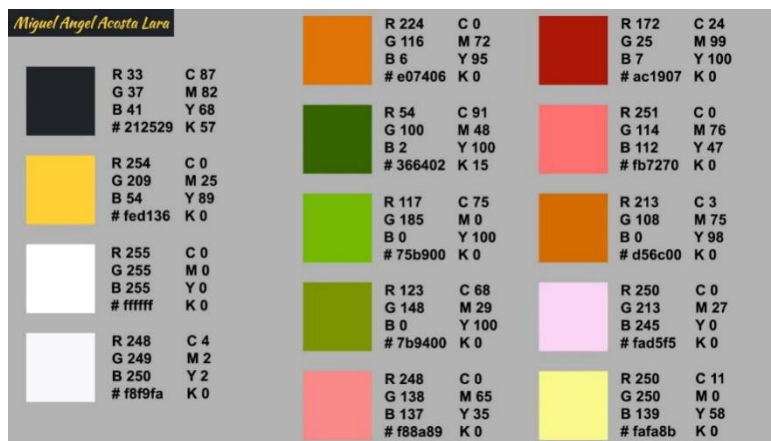 Miguel Angel Acosta Lara
R 33 C 87
G 37 M 82
B 41 Y 68
# 212529 K 57
R 254 C 0
G 209 M 25
B 54 Y 89
# fed136 K 0
R 255 C 0
G 255 M 0
B 255 Y 0
# ffffff K 0
R 248 C 4
G 249 M 2
B 250 Y 2
# f8f9fa K 0
R 224 C 0
G 116 M 72
B 6 Y 95
# e07406 K 0
R 54 C 91
G 100 M 48
B 2 Y 100
# 366402 K 15
R 117 C 75
G 185 M 0
B 0 Y 100
# 75b900 K 0
R 123 C 68
G 148 M 29
B 0 Y 100
# 7b9400 K 0
R 248 C 0
G 138 M 65
B 137 Y 35
# f88a89 K 0
R 172 C 24
G 25 M 99
B 7 Y 100
# ac1907 K 0
R 251 C 0
G 114 M 76
B 112 Y 47
# fb7270 K 0
R 213 C 3
G 108 M 75
B 0 Y 98
# d56c00 K 0
R 250 C 0
G 213 M 27
B 245 Y 0
# fad5f5 K 0
R 250 C 11
G 250 M 0
B 139 Y 58
# fafa8b K 0